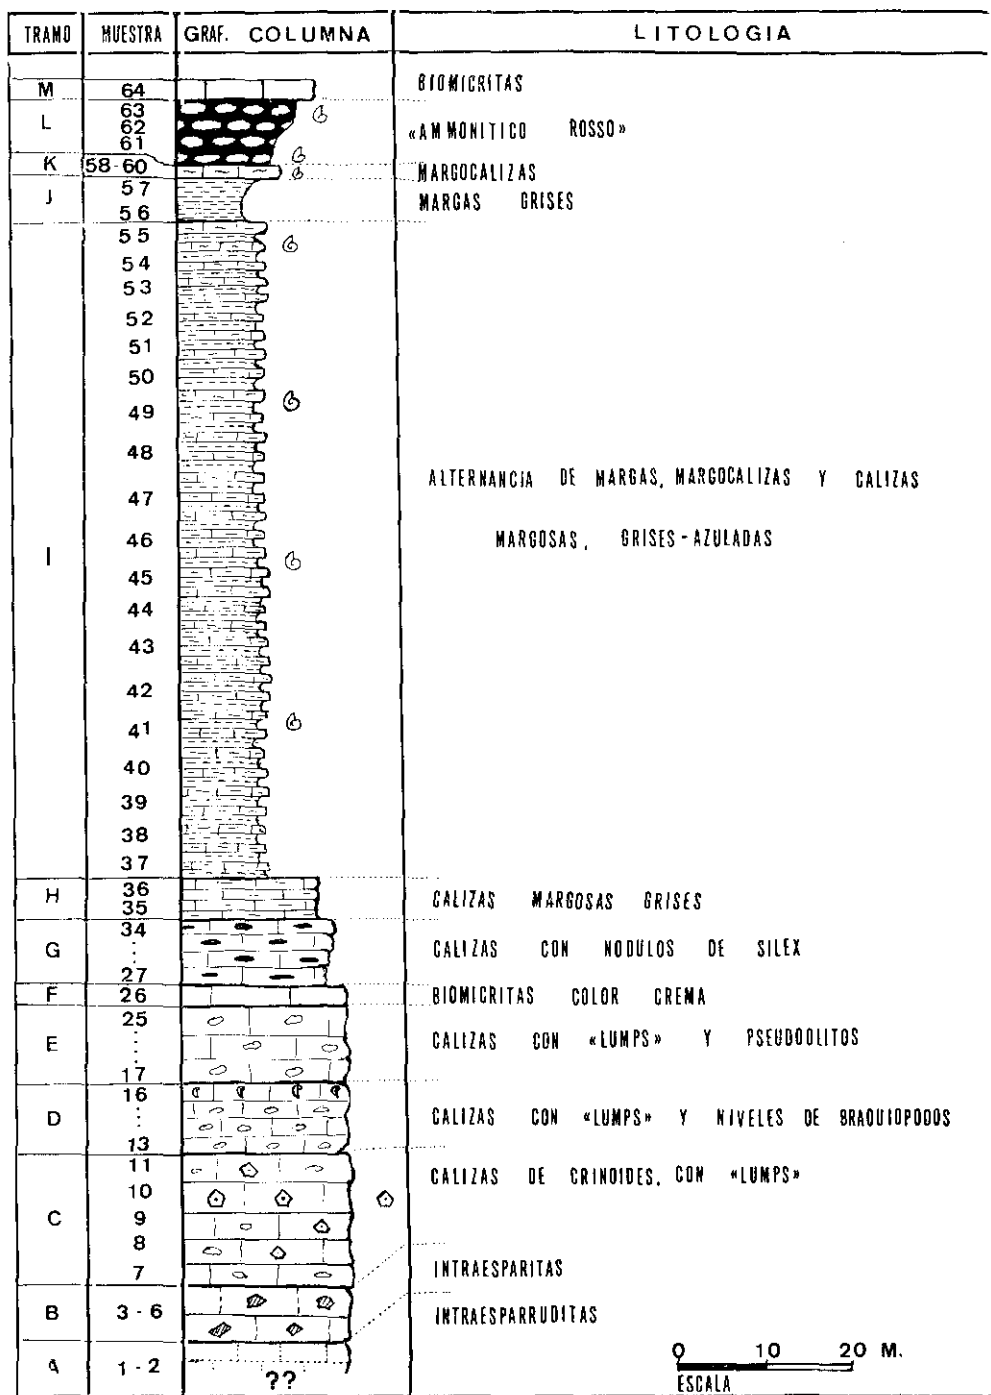 TRAMO MUESTRA GRAF. COLUMNA LITOLOGIA
M 64 BIOMICRITAS
63
L 62 «AMMONITICO ROSSO»
61
K 58-60 MARGOCALIZAS
57
J MARGAS GRISES
56
55
54
53
52
51
50
49
48
ALTERNANCIA DE MARGAS, MARGOCALIZAS Y CALIZAS
47
46 MARGOSAS, GRISES-AZULADAS
I
45
44
43
42
41
40
39
38
37
H 36 CALIZAS MARGOSAS GRISES
35
34
G : CALIZAS CON NODULOS DE SILEX
27
F 26 BIOMICRITAS COLOR CREMA
25
E : CALIZAS CON «LUMPS» Y PSEUDOOLITOS
17
16
D : CALIZAS CON «LUMPS» Y NIVELES DE BRAQUIOPODOS
13
11 CALIZAS DE CRINOIDES, CON «LUMPS»
10
C 9
8
7 INTRAESPARITAS
B 3-6 INTRAESPARRUDITAS
A 1-2 ??
0 10 20 M.
ESCALA